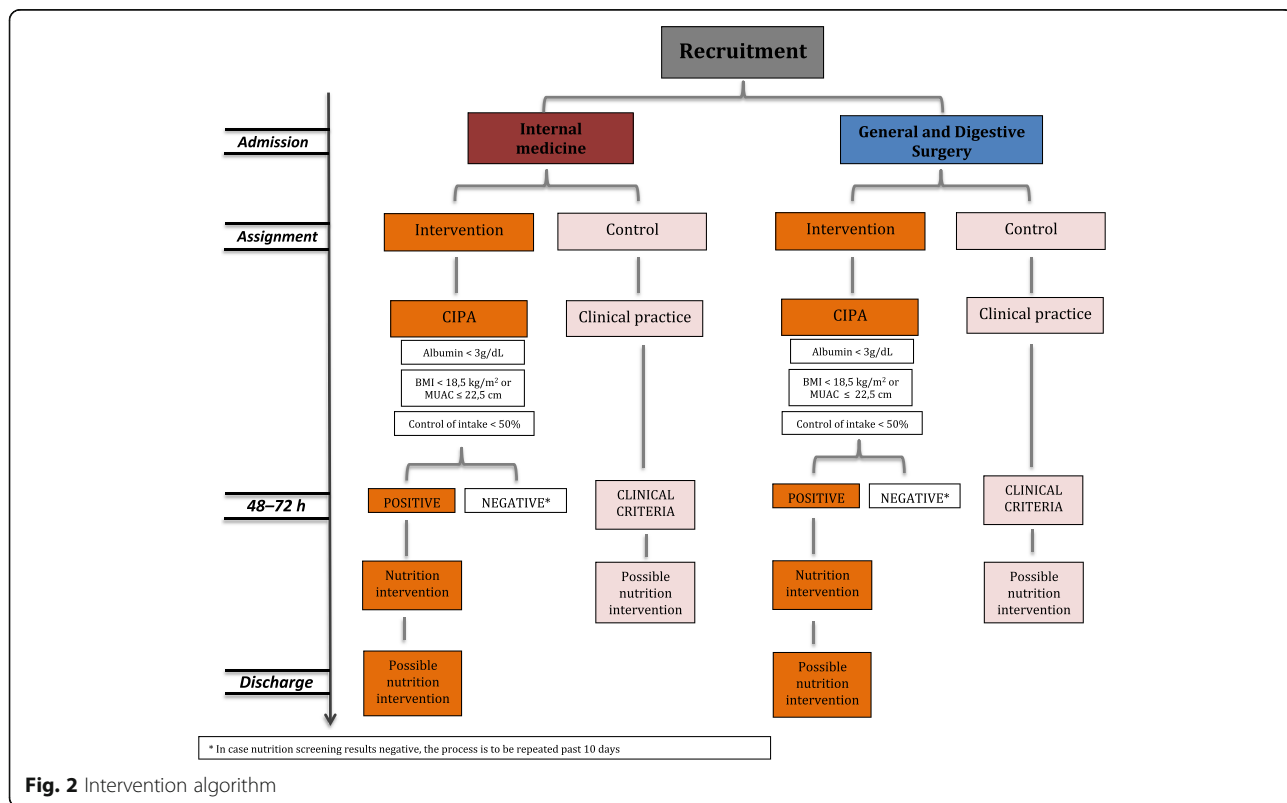 Recruitment
Admission
Internal
medicine
General and Digestive
Surgery
Assignment
Intervention
Control
Intervention
Control
CIPA
Clinical practice
CIPA
Clinical practice
Albumin < 3g/dL
BMI < 18,5 kg/m² or
MUAC ≤ 22,5 cm
Control of intake < 50%
Albumin < 3g/dL
BMI < 18,5 kg/m² or
MUAC ≤ 22,5 cm
Control of intake < 50%
48–72 h
POSITIVE
NEGATIVE*
CLINICAL
CRITERIA
POSITIVE
NEGATIVE*
CLINICAL
CRITERIA
Nutrition
intervention
Possible
nutrition
intervention
Nutrition
intervention
Possible
nutrition
intervention
Discharge
Possible
nutrition
intervention
Possible
nutrition
intervention
* In case nutrition screening results negative, the process is to be repeated past 10 days
Fig. 2 Intervention algorithm